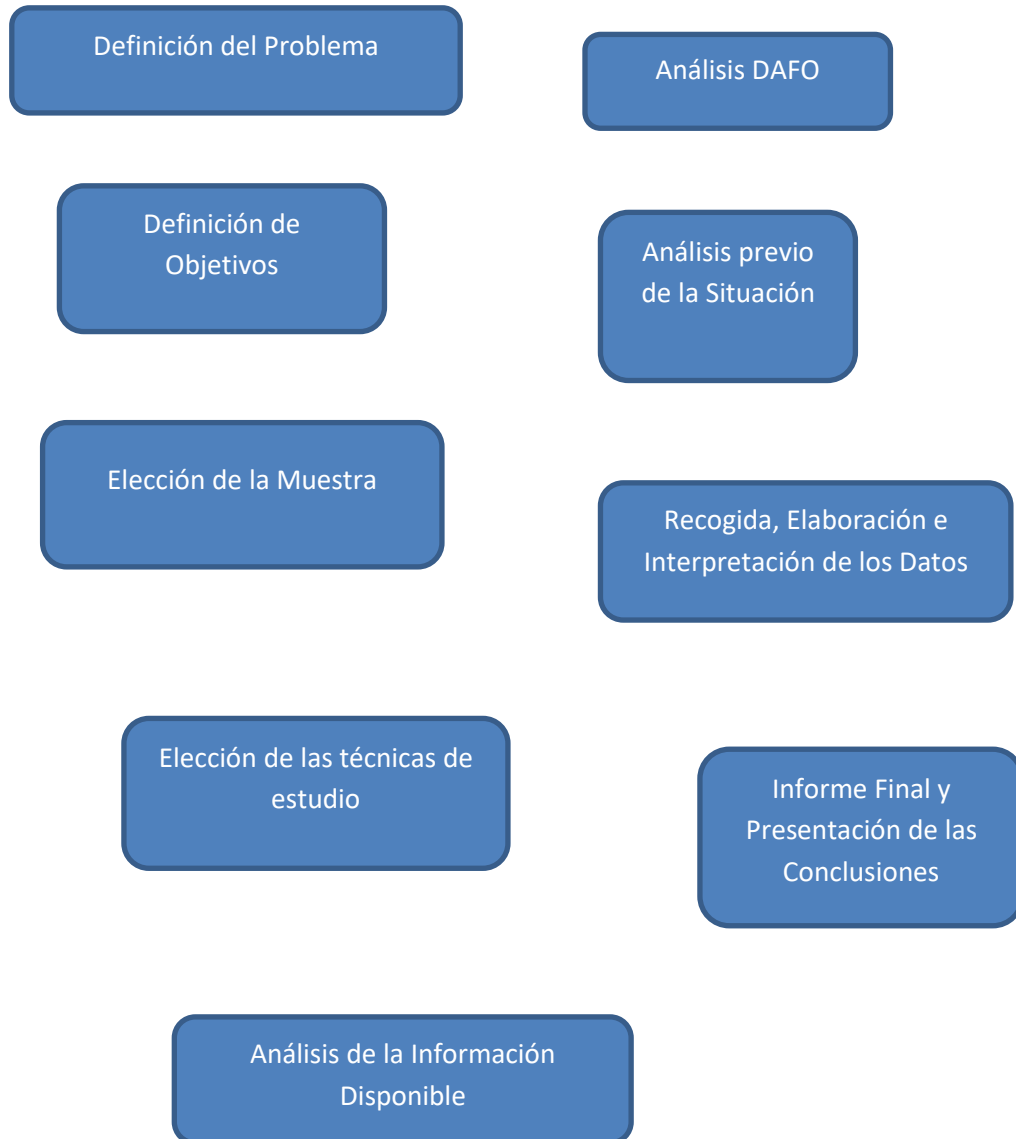 Definición del Problema
Análisis DAFO
Definición de
Objetivos
Análisis previo
de la Situación
Elección de la Muestra
Recogida, Elaboración e
Interpretación de los Datos
Elección de las técnicas de
estudio
Informe Final y
Presentación de las
Conclusiones
Análisis de la Información
Disponible